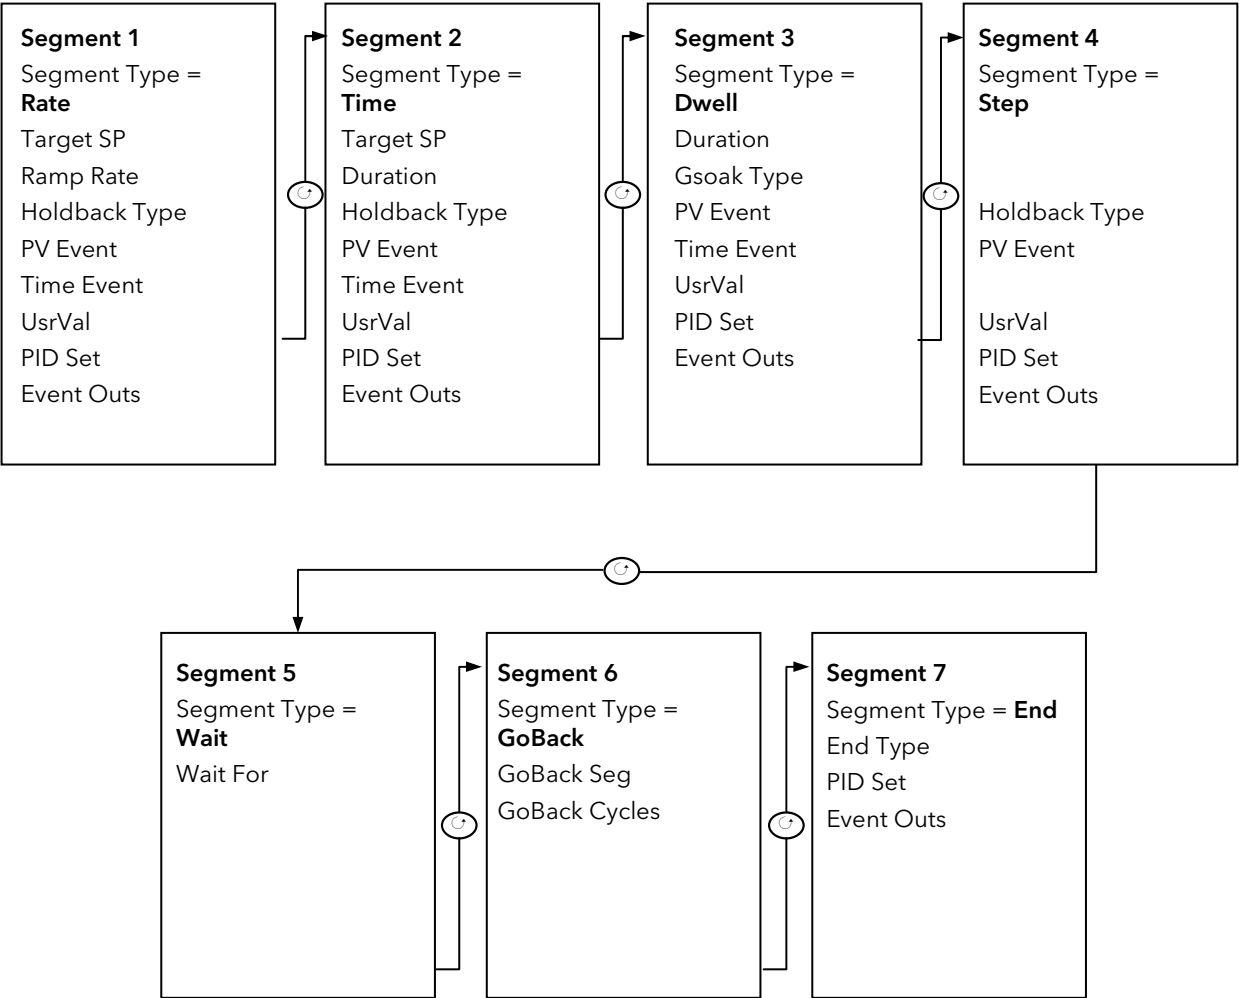 Segment 1
Segment Type =
Rate
Target SP
Ramp Rate
Holdback Type
PV Event
Time Event
UsrVal
PID Set
Event Outs
Segment 2
Segment Type =
Time
Target SP
Duration
Holdback Type
PV Event
Time Event
UsrVal
PID Set
Event Outs
Segment 3
Segment Type =
Dwell
Duration
Gsoak Type
PV Event
Time Event
UsrVal
PID Set
Event Outs
Segment 4
Segment Type =
Step
Holdback Type
PV Event
UsrVal
PID Set
Event Outs
Segment 5
Segment Type =
Wait
Wait For
Segment 6
Segment Type =
GoBack
GoBack Seg
GoBack Cycles
Segment 7
Segment Type = End
End Type
PID Set
Event Outs